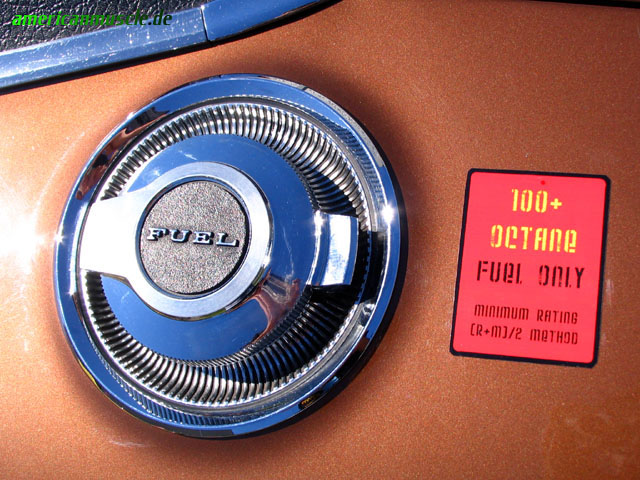 americanmuscle.de
FUEL
100+
OCTANE
FUEL ONLY
MINIMUM RATING
(R+M)/2 METHOD